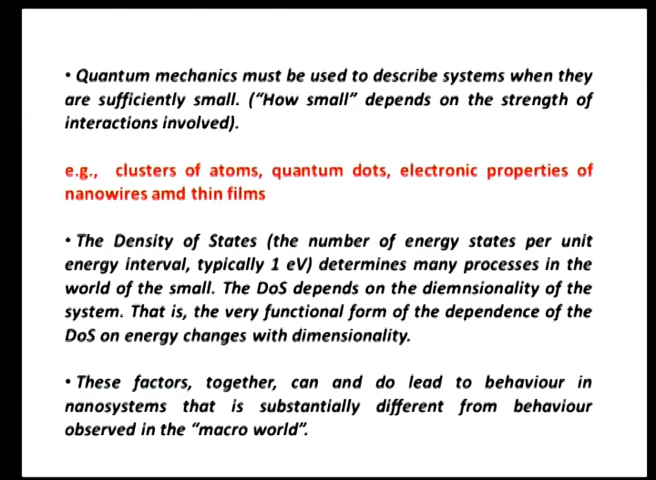 • Quantum mechanics must be used to describe systems when they
are sufficiently small. (“How small” depends on the strength of
interactions involved).
e.g., clusters of atoms, quantum dots, electronic properties of
nanowires amd thin films
• The Density of States (the number of energy states per unit
energy interval, typically 1 eV) determines many processes in the
world of the small. The DoS depends on the diemnsionality of the
system. That is, the very functional form of the dependence of the
DoS on energy changes with dimensionality.
• These factors, together, can and do lead to behaviour in
nanosystems that is substantially different from behaviour
observed in the “macro world”.